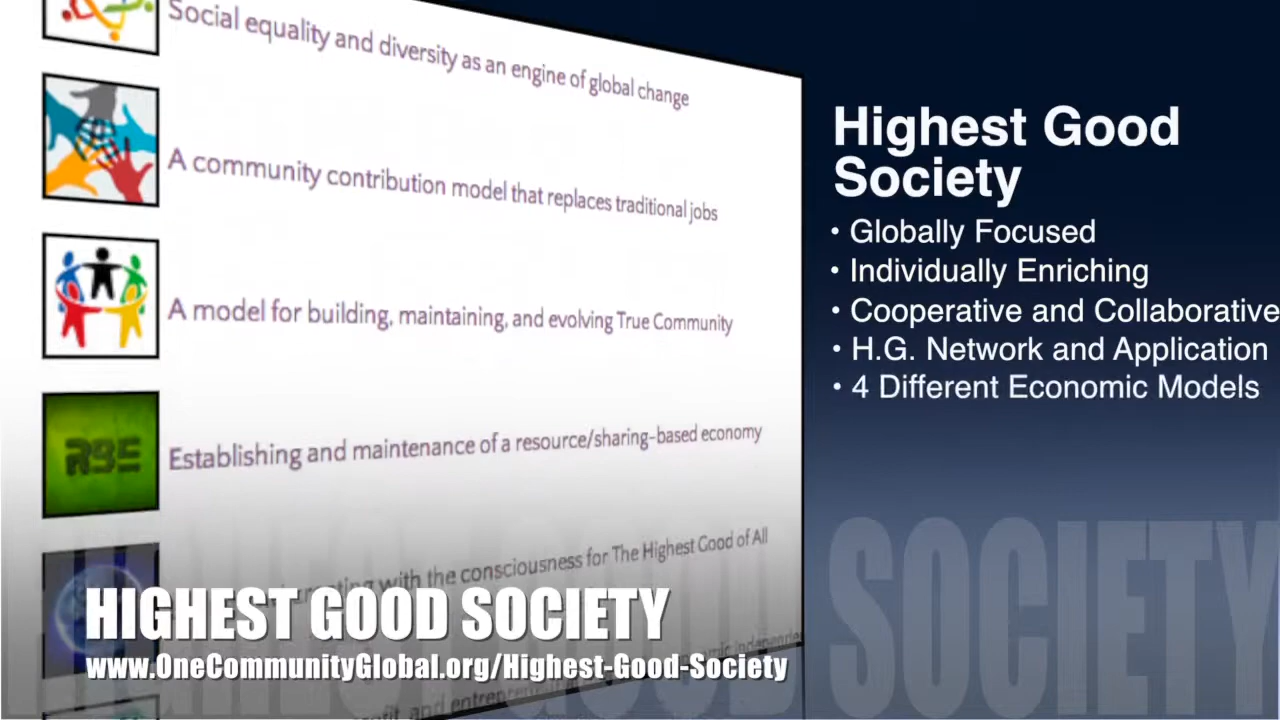 Social equality and diversity as an engine of global change
A community contribution model that replaces traditional jobs
A model for building, maintaining, and evolving True Community
RBE
Establishing and maintenance of a resource/sharing-based economy
with the consciousness for The Highest Good of All
and
Highest Good
Society
• Globally Focused
• Individually Enriching
• Cooperative and Collaborative
• H.G. Network and Application
• 4 Different Economic Models
HIGHEST GOOD SOCIETY
HIGHEST GOOD SOCIETY
www.OneCommunityGlobal.org/Highest-Good-Society